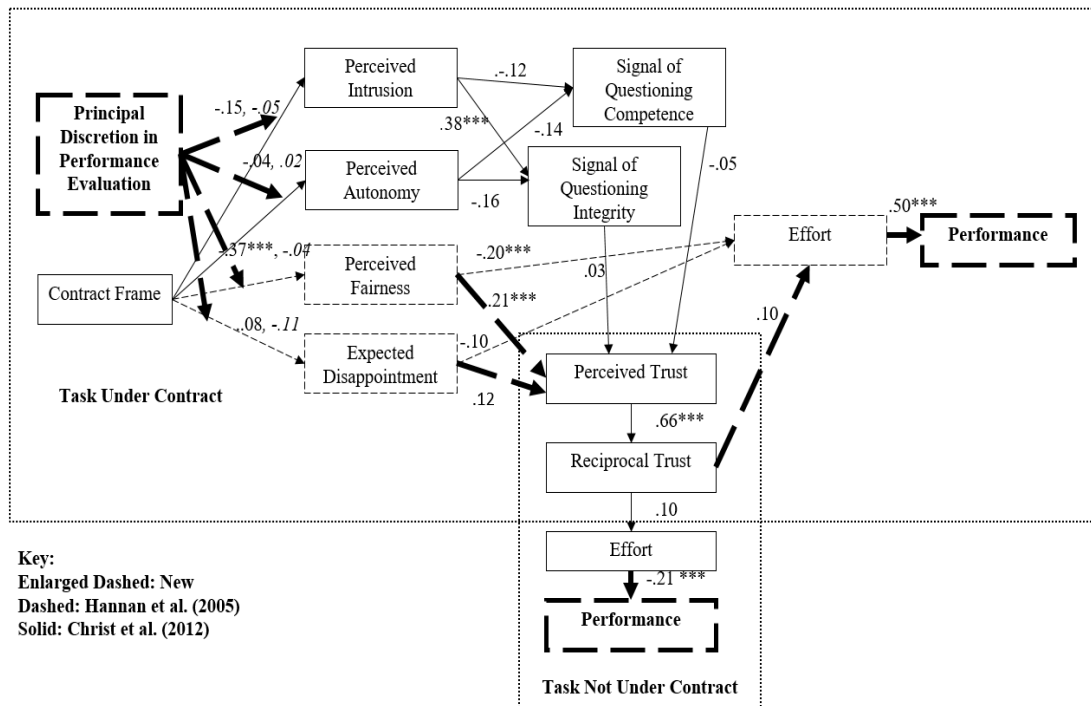 Perceived
Intrusion
.-.12
Signal of
Questioning
Competence
Principal
Discretion in
Performance
Evaluation
-.15, -.05
.38***
-.14
-.04, .02
Perceived
Autonomy
-.16
Signal of
Questioning
Integrity
-.05
.50***
Effort
Performance
.37***, -.04
Perceived
Fairness
-.20***
.03
Contract Frame
.21***
.10
-.08, -.11
Expected
Disappointment
-.10
.12
Perceived Trust
Task Under Contract
.66***
Reciprocal Trust
.10
Effort
-.21 ***
Performance
Task Not Under Contract
Key:
Enlarged Dashed: New
Dashed: Hannan et al. (2005)
Solid: Christ et al. (2012)